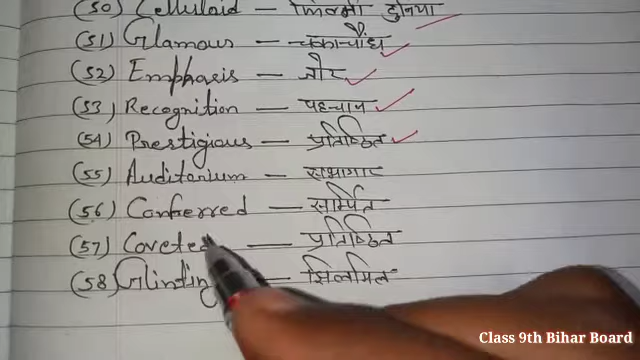 (50) Celluloid — फिल्मी दुनिया
(51) Glamous — चकाचौंध
(52) Emphasis — जोर
(53) Recognition — पहचान
(54) Prestigious — प्रतिष्ठित
(55) Auditorium — सभागार
(56) Conferred — समर्पित
(57) Coveted — प्रतिष्ठित
(58) Glinting — झिलमिल
Class 9th Bihar Board